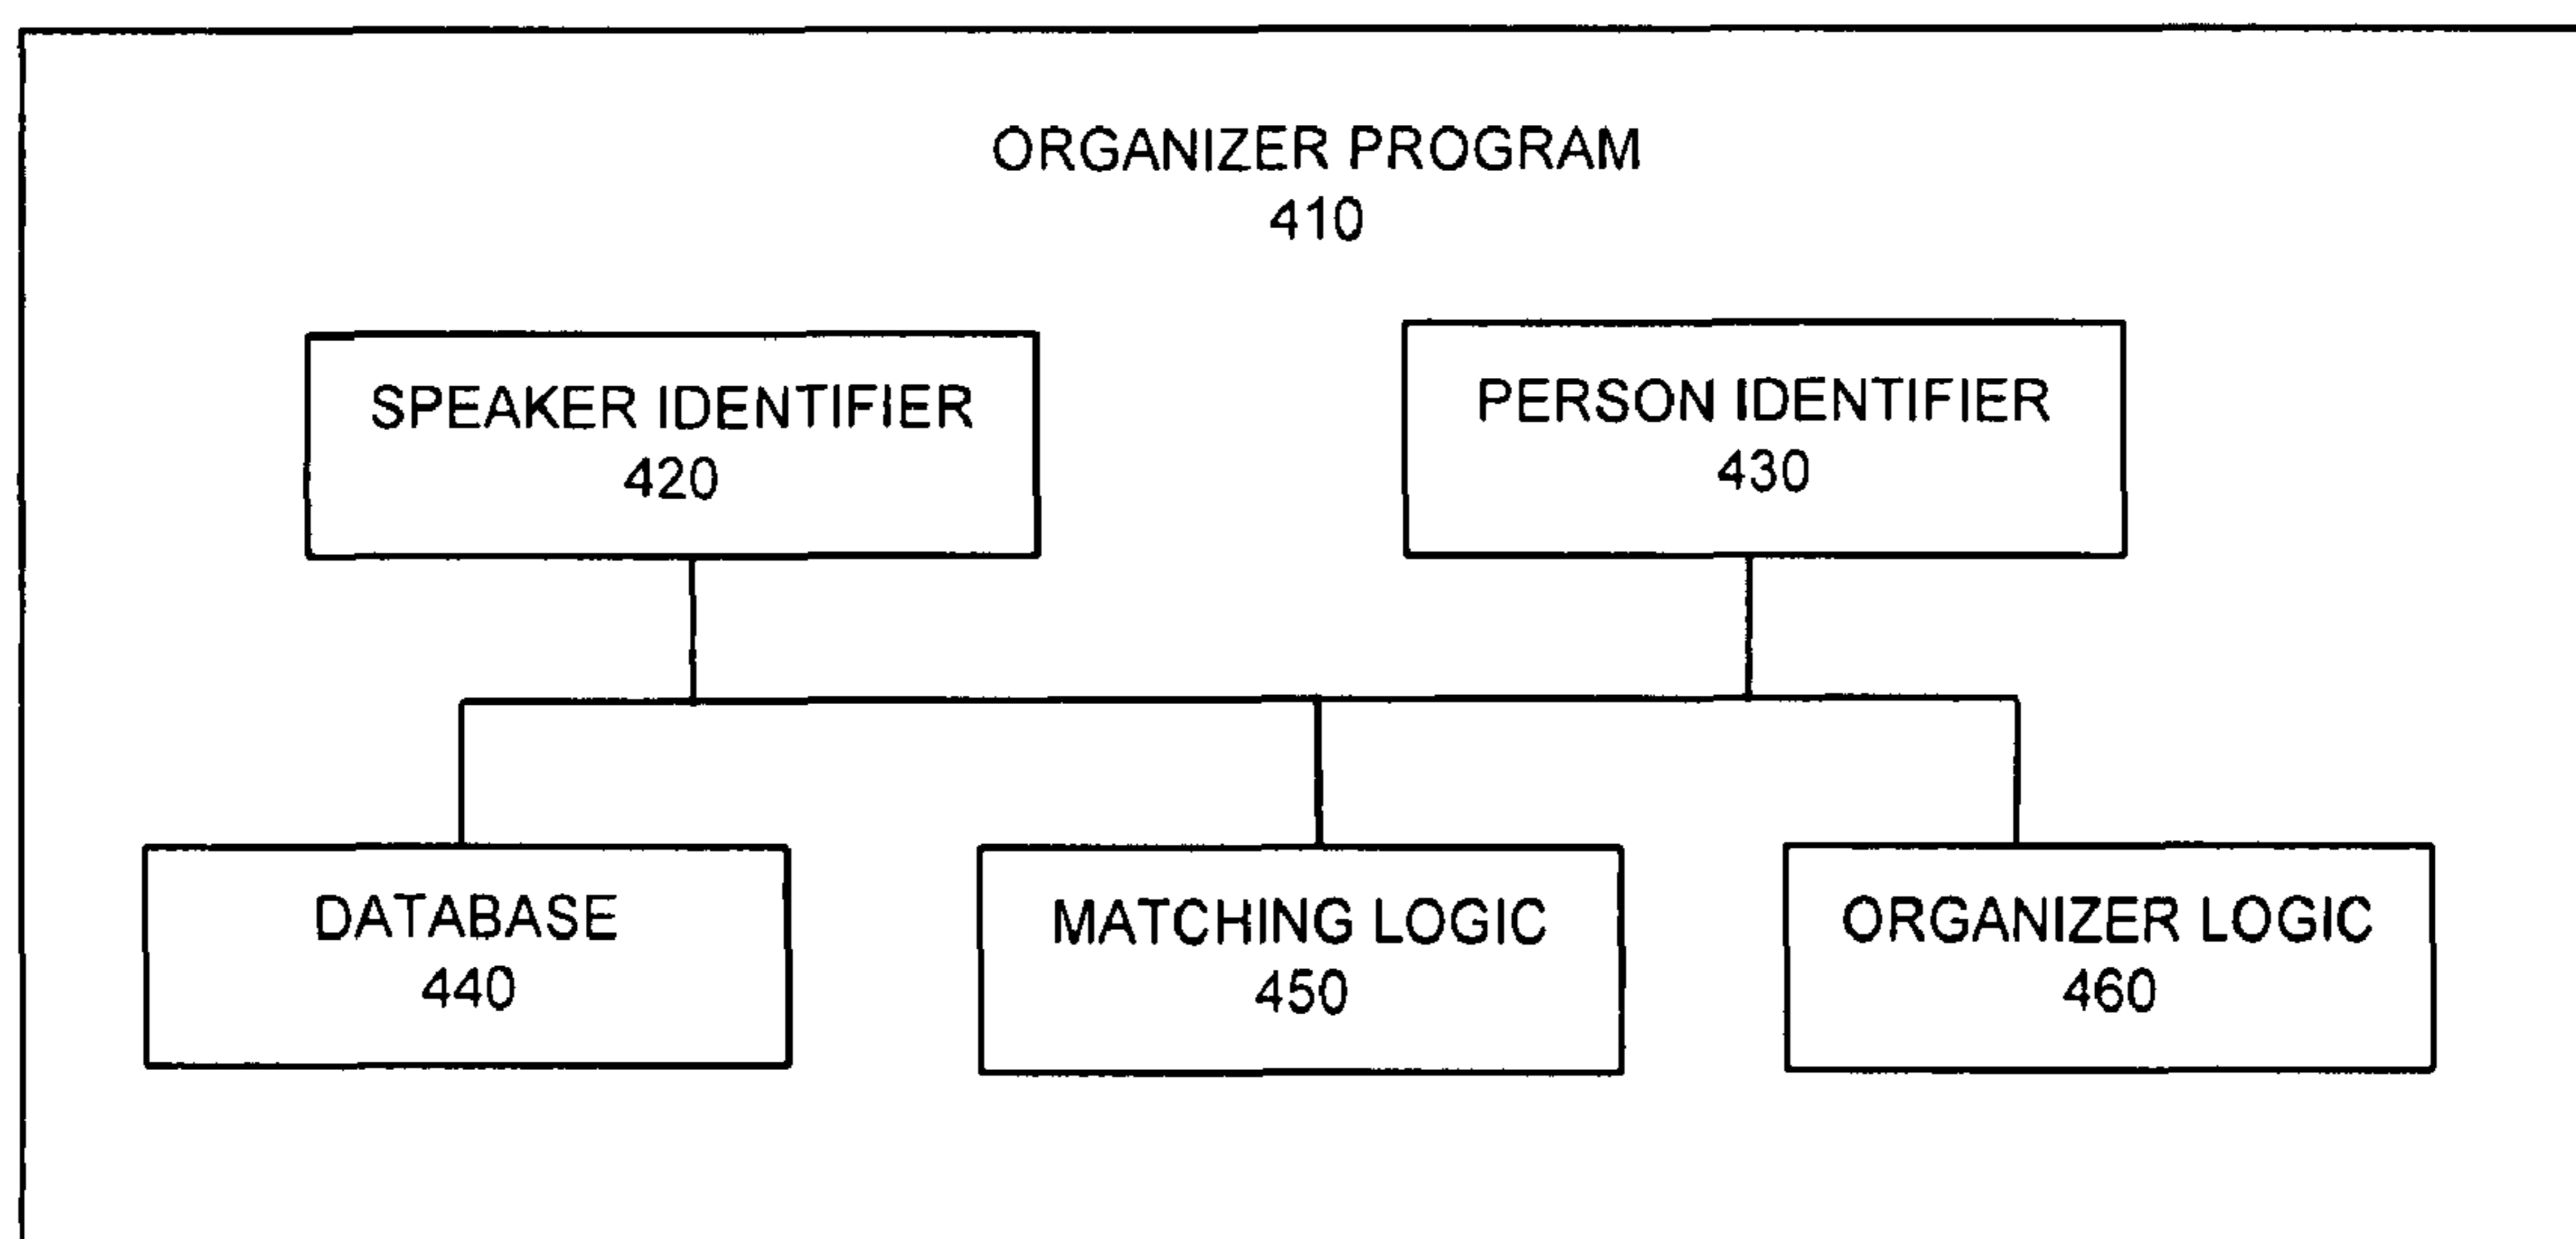 ORGANIZER PROGRAM
410
SPEAKER IDENTIFIER
420
PERSON IDENTIFIER
430
DATABASE
440
MATCHING LOGIC
450
ORGANIZER LOGIC
460